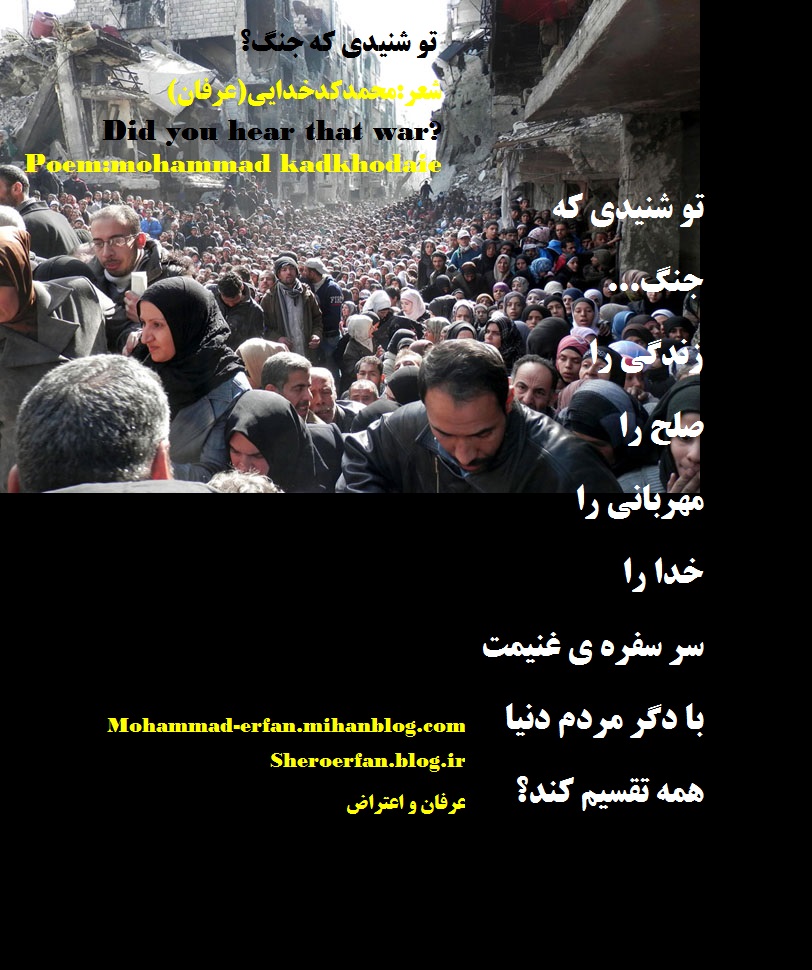 تو شنیدی که جنگ؟
شعر:محمدکدخدایی(عرفان)
Did you hear that war?
Poem:mohammad kadkhodaie
تو شنیدی که
جنگ...
زندگی را
صلح را
مهربانی را
خدا را
سر سفره ی غنیمت
با دگر مردم دنیا
همه تقسیم کند؟
Mohammad-erfan.mihanblog.com
Sheroerfan.blog.ir
عرفان و اعتراض